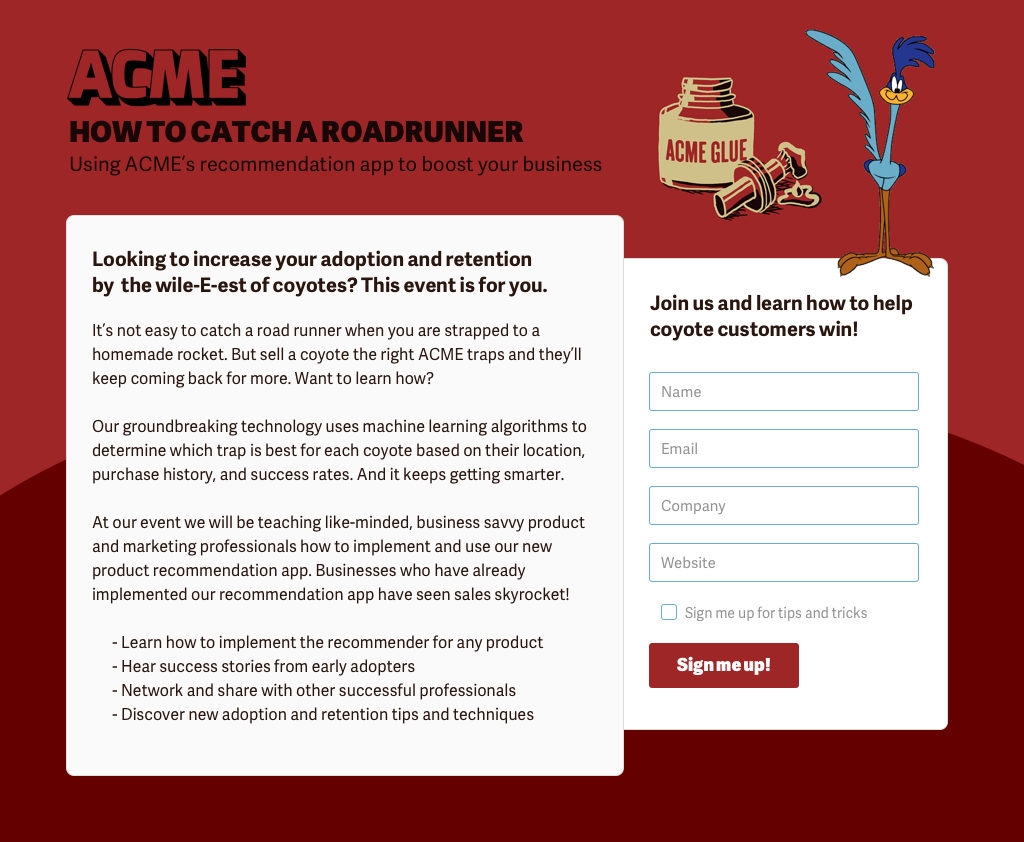 ACME
HOW TO CATCH A ROADRUNNER
Using ACME's recommendation app to boost your business
ACME GLUE
Looking to increase your adoption and retention
by the wile-E-est of coyotes? This event is for you.
It's not easy to catch a road runner when you are strapped to a
homemade rocket. But sell a coyote the right ACME traps and they'll
keep coming back for more. Want to learn how?
Our groundbreaking technology uses machine learning algorithms to
determine which trap is best for each coyote based on their location,
purchase history, and success rates. And it keeps getting smarter.
At our event we will be teaching like-minded, business savvy product
and marketing professionals how to implement and use our new
product recommendation app. Businesses who have already
implemented our recommendation app have seen sales skyrocket!
- Learn how to implement the recommender for any product
- Hear success stories from early adopters
- Network and share with other successful professionals
- Discover new adoption and retention tips and techniques
Join us and learn how to help
coyote customers win!
Name
Email
Company
Website
Sign me up for tips and tricks
Sign me up!